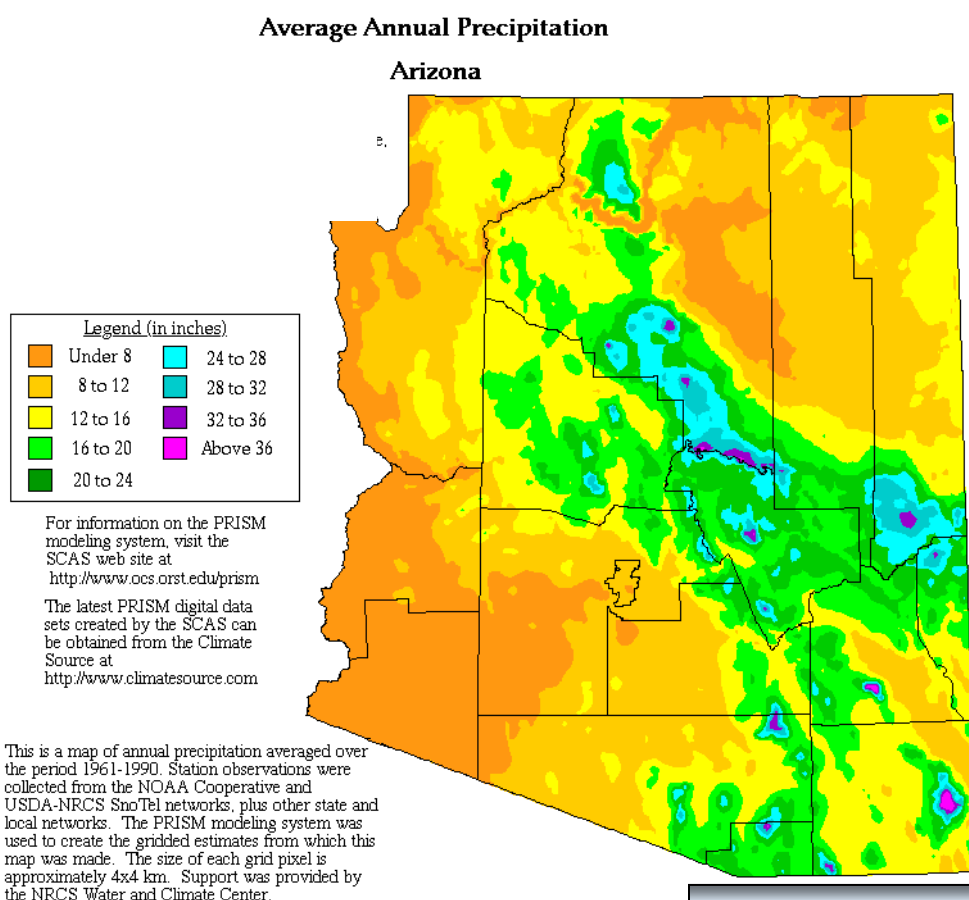 Average Annual Precipitation
Arizona
e,
Legend (in inches)
Under 8
24 to 28
8 to 12
28 to 32
12 to 16
32 to 36
16 to 20
Above 36
20 to 24
For information on the PRISM
modeling system, visit the
SCAS web site at
http://www.ocs.orst.edu/prism
The latest PRISM digital data
sets created by the SCAS can
be obtained from the Climate
Source at
http://www.climatesource.com
This is a map of annual precipitation averaged over
the period 1961-1990. Station observations were
collected from the NOAA Cooperative and
USDA-NRCS SnoTel networks, plus other state and
local networks. The PRISM modeling system was
used to create the gridded estimates from which this
map was made. The size of each grid pixel is
approximately 4x4 km. Support was provided by
the NRCS Water and Climate Center.